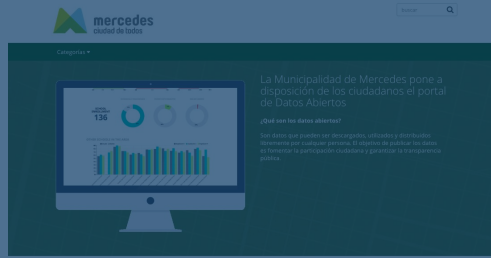 mercedes
ciudad de todos
Buscar
Categorías
La Municipalidad de Mercedes pone a
disposición de los ciudadanos el portal
de Datos Abiertos
¿Qué son los datos abiertos?
Son datos que pueden ser descargados, utilizados y distribuidos
libremente por cualquier persona. El objetivo de publicar los datos
es fomentar la participación ciudadana y garantizar la transparencia
pública.
136